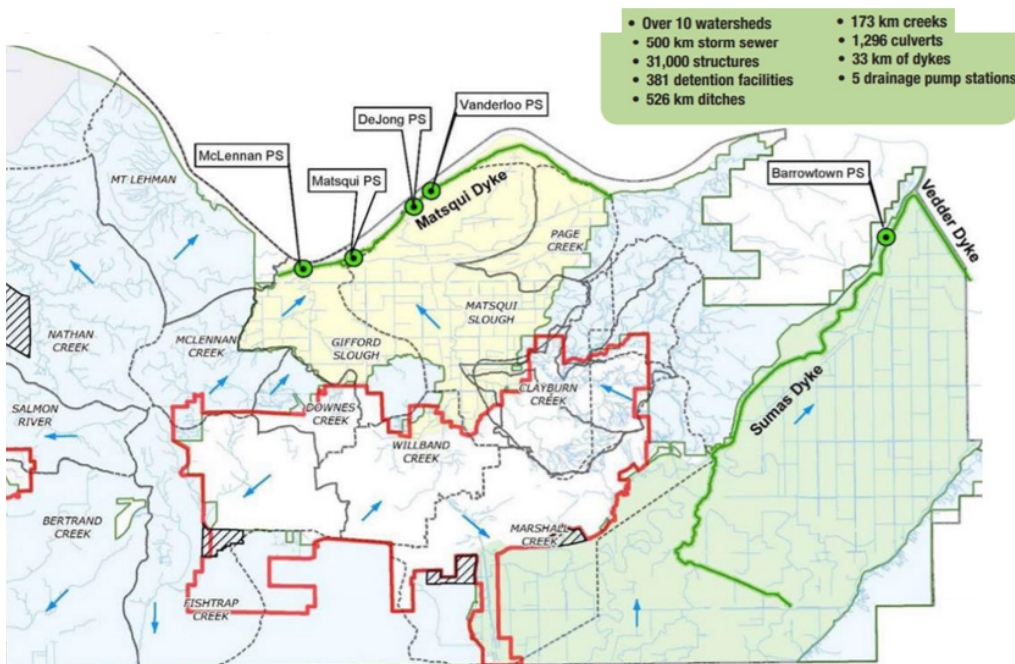 • Over 10 watersheds
• 500 km storm sewer
• 31,000 structures
• 381 detention facilities
• 526 km ditches
• 173 km creeks
• 1,296 culverts
• 33 km of dykes
• 5 drainage pump stations
Vanderloo PS
DeJong PS
McLennan PS
Matsqui PS
Matsqui Dyke
Barrowtown PS
Vedder Dyke
MT LEHMAN
PAGE
CREEK
MATSQUI
SLOUGH
NATHAN
CREEK
MCLENNAN
CREEK
GIFFORD
SLOUGH
CLAYBURN
CREEK
Sumas Dyke
SALMON
RIVER
DOWNES
CREEK
WILLBAND
CREEK
BERTRAND
CREEK
MARSHALL
CREEK
FISHTRAP
CREEK